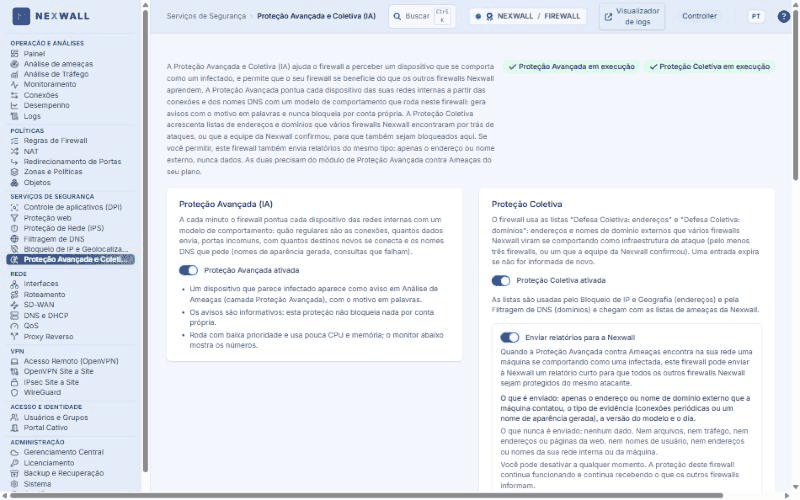 NEXWALL
Serviços de Segurança › Proteção Avançada e Coletiva (IA)
Buscar Ctrl K
NEXWALL / FIREWALL
Visualizador de logs
Controller
PT
?
OPERAÇÃO E ANÁLISES
Painel
Análise de ameaças
Análise de Tráfego
Monitoramento
Conexões
Desempenho
Logs
POLÍTICAS
Regras de Firewall
NAT
Redirecionamento de Portas
Zonas e Políticas
Objetos
SERVIÇOS DE SEGURANÇA
Controle de aplicativos (DPI)
Proteção web
Proteção de Rede (IPS)
Filtragem de DNS
Bloqueio de IP e Geolocaliza...
Proteção Avançada e Coleti...
REDE
Interfaces
Roteamento
SD-WAN
DNS e DHCP
QoS
Proxy Reverso
VPN
Acesso Remoto (OpenVPN)
OpenVPN Site a Site
IPsec Site a Site
WireGuard
ACESSO E IDENTIDADE
Usuários e Grupos
Portal Cativo
ADMINISTRAÇÃO
Gerenciamento Central
Licenciamento
Backup e Recuperação
Sistema
A Proteção Avançada e Coletiva (IA) ajuda o firewall a perceber um dispositivo que se comporta
como um infectado, e permite que o seu firewall se beneficie do que os outros firewalls Nexwall
aprendem. A Proteção Avançada pontua cada dispositivo das suas redes internas a partir das
conexões e dos nomes DNS com um modelo de comportamento que roda neste firewall: gera
avisos com o motivo em palavras e nunca bloqueia por conta própria. A Proteção Coletiva
acrescenta listas de endereços e domínios que vários firewalls Nexwall encontraram por trás de
ataques, ou que a equipe da Nexwall confirmou, para que também sejam bloqueados aqui. Se
você permitir, este firewall também envia relatórios do mesmo tipo: apenas o endereço ou nome
externo, nunca dados. As duas precisam do módulo de Proteção Avançada contra Ameaças do
seu plano.
✓ Proteção Avançada em execução
✓ Proteção Coletiva em execução
Proteção Avançada (IA)
A cada minuto o firewall pontua cada dispositivo das redes internas com um
modelo de comportamento: quão regulares são as conexões, quantos dados
envia, portas incomuns, com quantos destinos novos se conecta e os nomes
DNS que pede (nomes de aparência gerada, consultas que falham).
Proteção Avançada ativada
• Um dispositivo que parece infectado aparece como aviso em Análise de
Ameaças (camada Proteção Avançada), com o motivo em palavras.
• Os avisos são informativos: esta proteção não bloqueia nada por conta
própria.
• Roda com baixa prioridade e usa pouca CPU e memória; o monitor abaixo
mostra os números.
Proteção Coletiva
O firewall usa as listas "Defesa Coletiva: endereços" e "Defesa Coletiva:
domínios": endereços e nomes de domínio externos que vários firewalls
Nexwall viram se comportando como infraestrutura de ataque (pelo menos
três firewalls, ou um que a equipe da Nexwall confirmou). Uma entrada expira
se não for informada de novo.
Proteção Coletiva ativada
As listas são usadas pelo Bloqueio de IP e Geografia (endereços) e pela
Filtragem de DNS (domínios) e chegam com as listas de ameaças da Nexwall.
Enviar relatórios para a Nexwall
Quando a Proteção Avançada contra Ameaças encontra na sua rede uma
máquina se comportando como uma infectada, este firewall pode enviar
à Nexwall um relatório curto para que todos os outros firewalls Nexwall
sejam protegidos do mesmo atacante.
O que é enviado: apenas o endereço ou nome de domínio externo que a
máquina contatou, o tipo de evidência (conexões periódicas ou um
nome de aparência gerada), a versão do modelo e o dia.
O que nunca é enviado: nenhum dado. Nem arquivos, nem tráfego, nem
endereços ou páginas da web, nem nomes de usuário, nem endereços
ou nomes da sua rede interna ou da máquina.
Você pode desativar a qualquer momento. A proteção deste firewall
continua funcionando e continua recebendo o que os outros firewalls
informam.